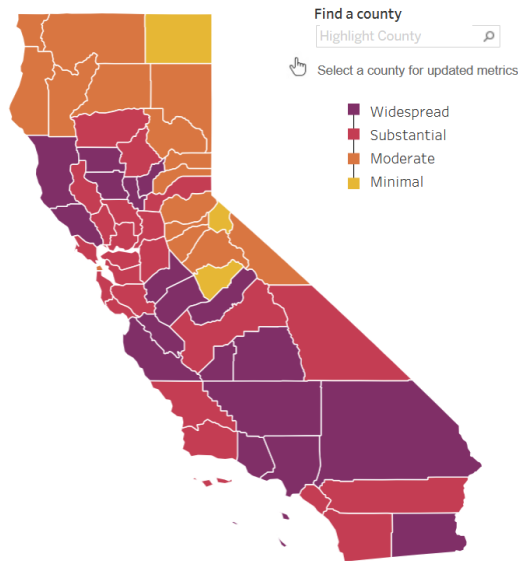 Find a county
Highlight County
Select a county for updated metrics
Widespread
Substantial
Moderate
Minimal